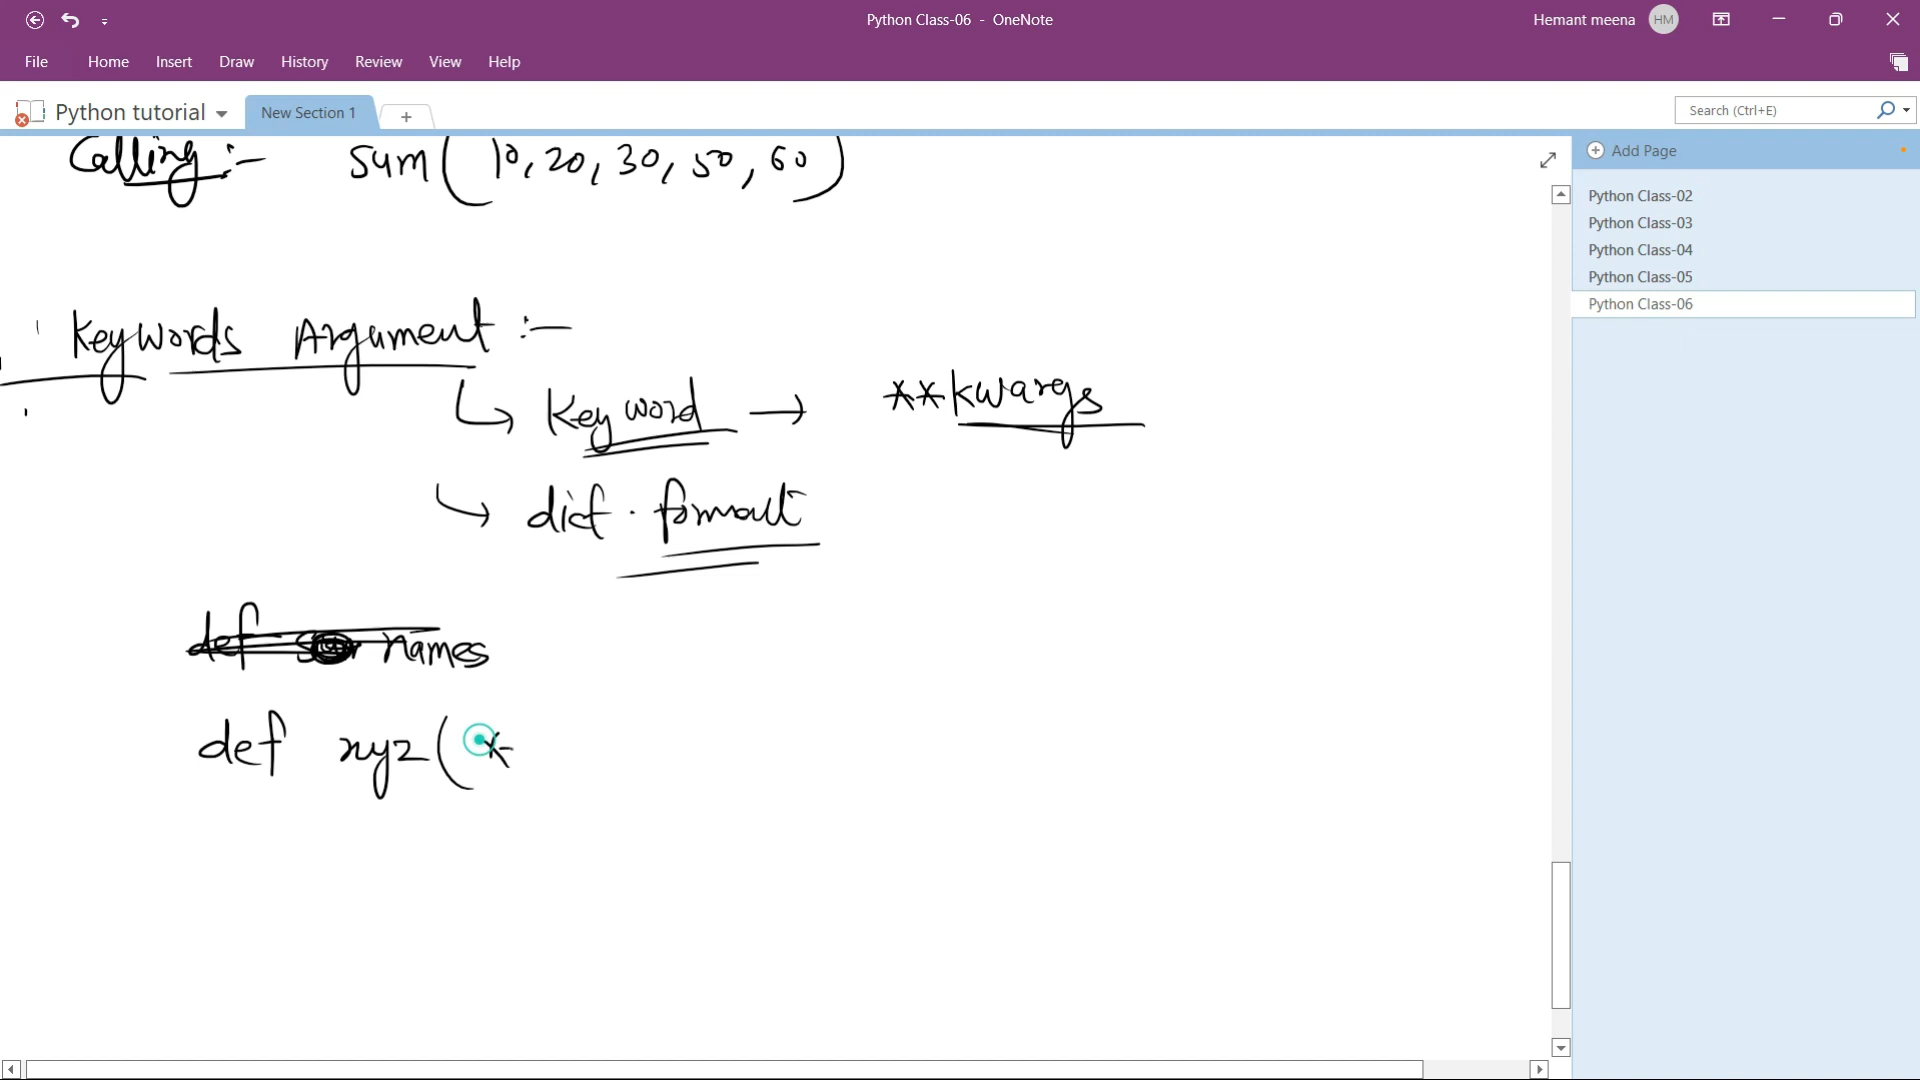 Python Class-06 - OneNote
Hemant meena HM
File Home Insert Draw History Review View Help
Python tutorial New Section 1 +
Search (Ctrl+E)
Add Page
Python Class-02
Python Class-03
Python Class-04
Python Class-05
Python Class-06
Calling :- sum( 10, 20, 30, 50, 60 )
Keywords Argument :-
Keyword → **kwargs
dict. format
def names
def xyz( *